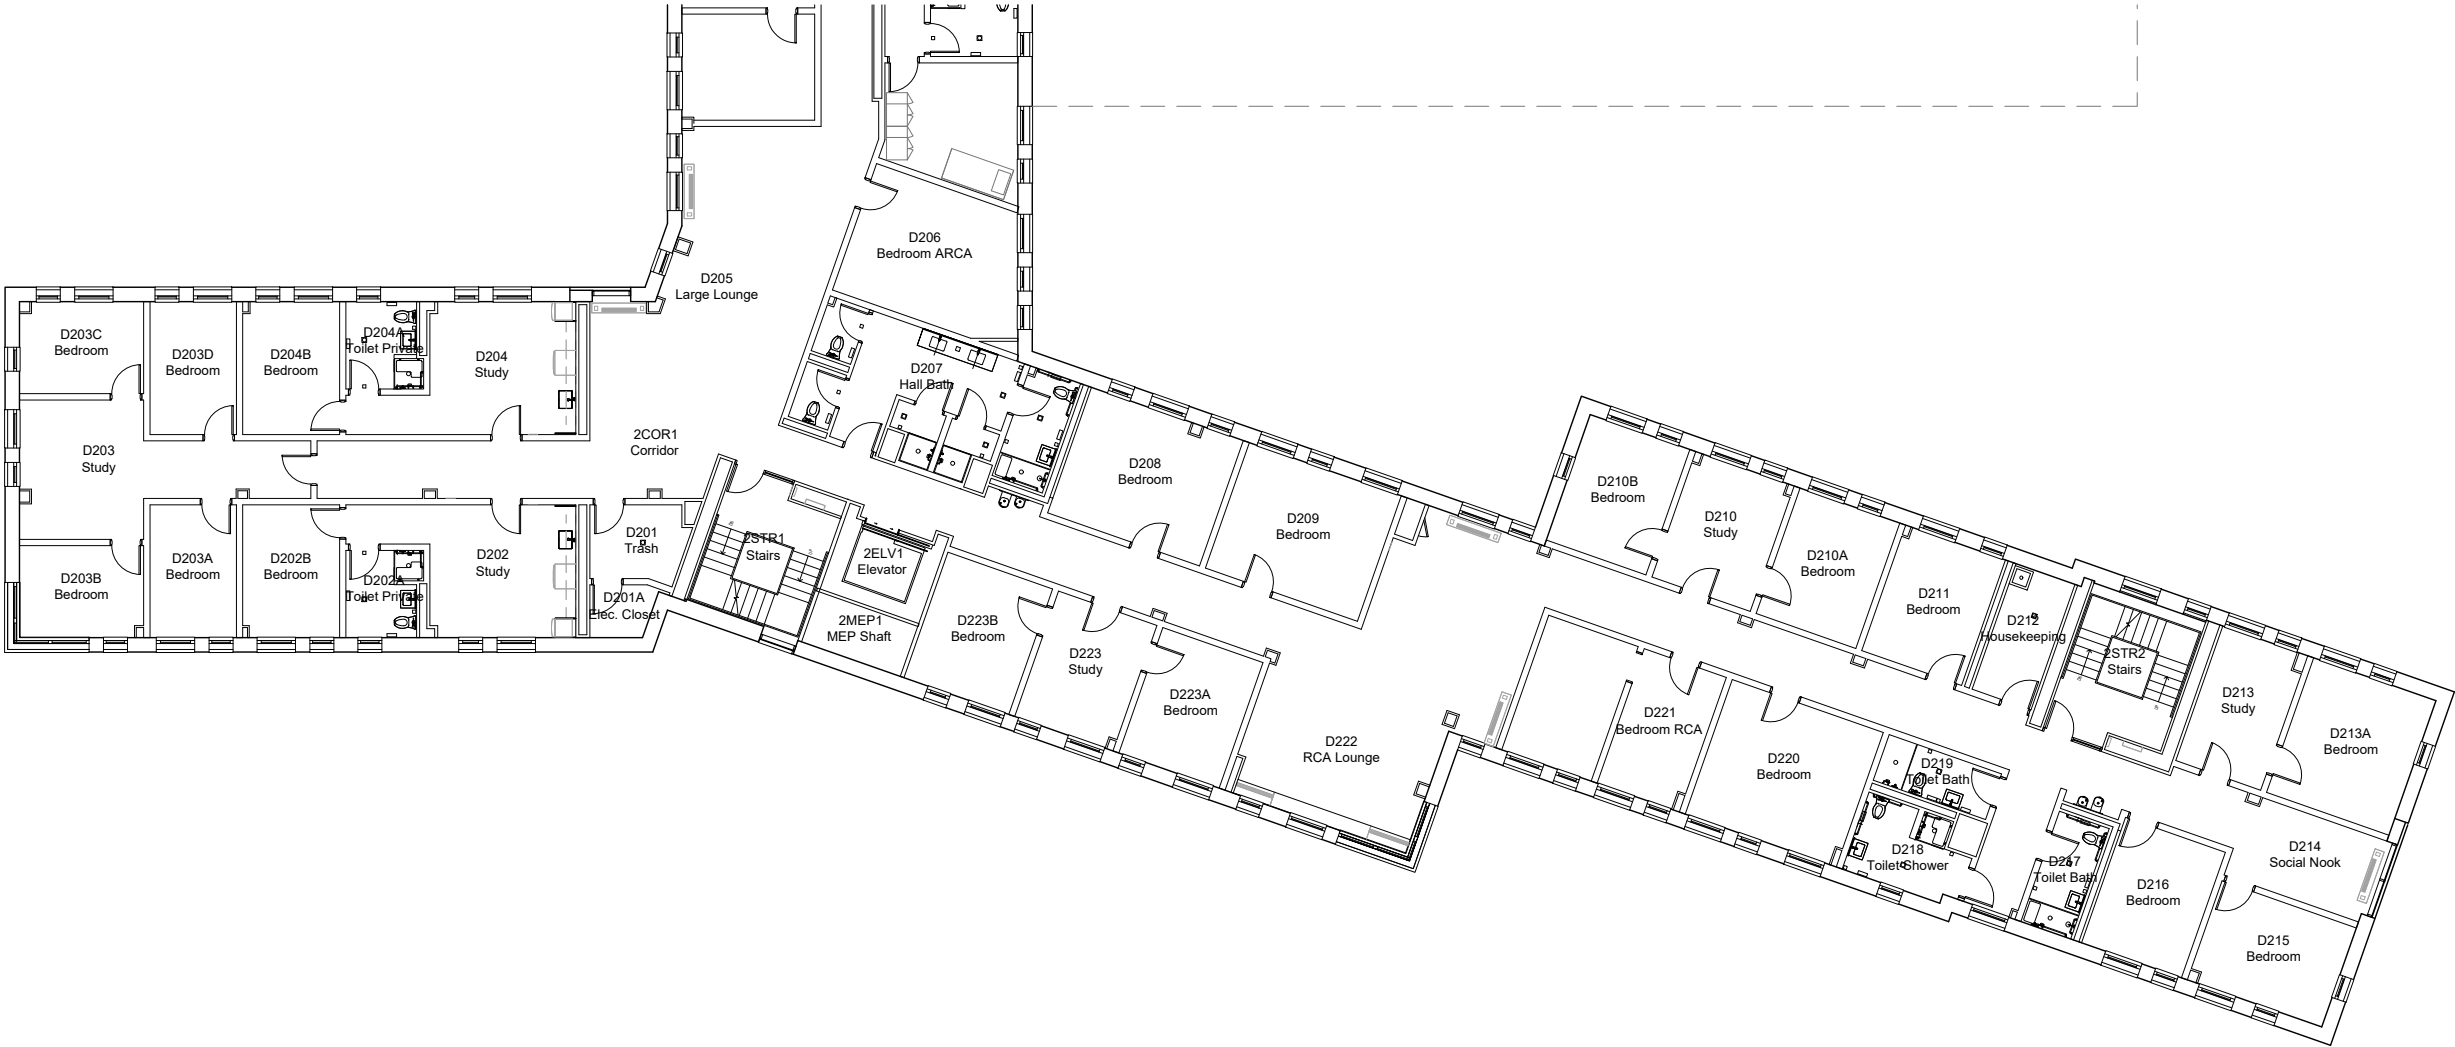 D206
Bedroom ARCA
D205
Large Lounge
D203C
Bedroom
D203D
Bedroom
D204B
Bedroom
D204A
Toilet Private
D204
Study
D207
Hall Bath
2COR1
Corridor
D203
Study
D208
Bedroom
D209
Bedroom
D210B
Bedroom
D210
Study
D210A
Bedroom
D211
Bedroom
D212
Housekeeping
2STR2
Stairs
D213
Study
D213A
Bedroom
D203B
Bedroom
D203A
Bedroom
D202B
Bedroom
D202A
Toilet Private
D202
Study
D201
Trash
D201A
Elec. Closet
2STR1
Stairs
2ELV1
Elevator
2MEP1
MEP Shaft
D223B
Bedroom
D223
Study
D223A
Bedroom
D222
RCA Lounge
D221
Bedroom RCA
D220
Bedroom
D219
Toilet Bath
D218
Toilet Shower
D217
Toilet Bath
D216
Bedroom
D214
Social Nook
D215
Bedroom